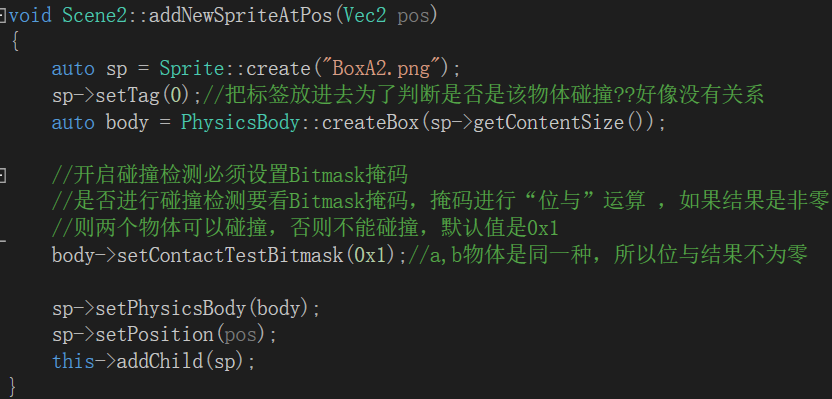 void Scene2::addNewSpriteAtPos(Vec2 pos)
{
    auto sp = Sprite::create("BoxA2.png");
    sp->setTag(0);//把标签放进去为了判断是否是该物体碰撞??好像没有关系
    auto body = PhysicsBody::createBox(sp->getContentSize());

    //开启碰撞检测必须设置Bitmask掩码
    //是否进行碰撞检测要看Bitmask掩码，掩码进行“位与”运算 ，如果结果是非零
    //则两个物体可以碰撞，否则不能碰撞，默认值是0x1
    body->setContactTestBitmask(0x1);//a,b物体是同一种，所以位与结果不为零

    sp->setPhysicsBody(body);
    sp->setPosition(pos);
    this->addChild(sp);
}